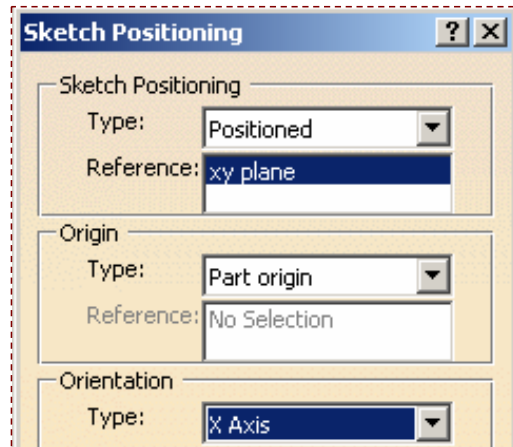 Sketch Positioning
Sketch Positioning
Type: Positioned
Reference: xy plane
Origin
Type: Part origin
Reference: No Selection
Orientation
Type: X Axis